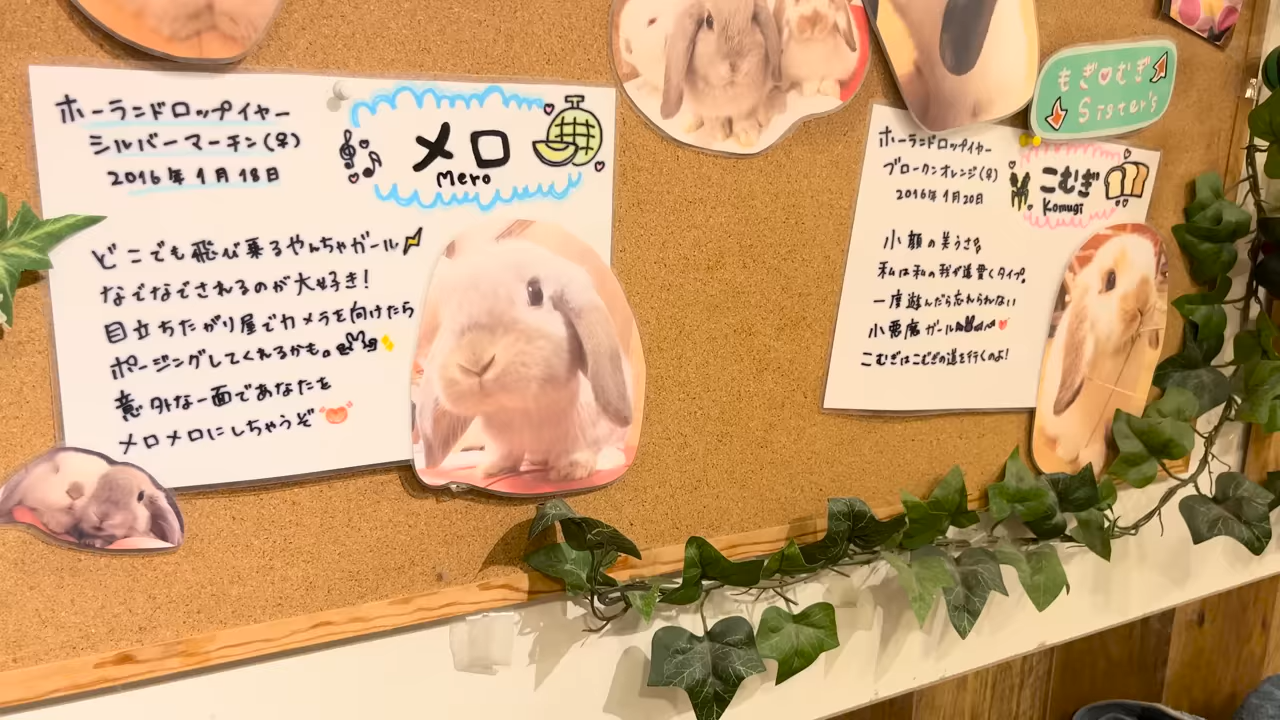 ホーランドロップイヤー
シルバーマーチン(♀)
2016年1月18日
メロ
Mero
どこでも飛び乗るやんちゃガール
なでなでされるのが大好き!
目立ちたがり屋でカメラを向けたら
ポージングしてくれるかも。
意外な一面であなたを
メロメロにしちゃうぞ
もぎ♡むぎ
Sister's
ホーランドロップイヤー
ブロークンオレンジ(♀)
2016年1月20日
こむぎ
Komugi
小顔の美うさ
私は私の我が道貫くタイプ。
一度遊んだら忘れられない
小悪魔ガール
こむぎはこむぎの道を行くのよ!